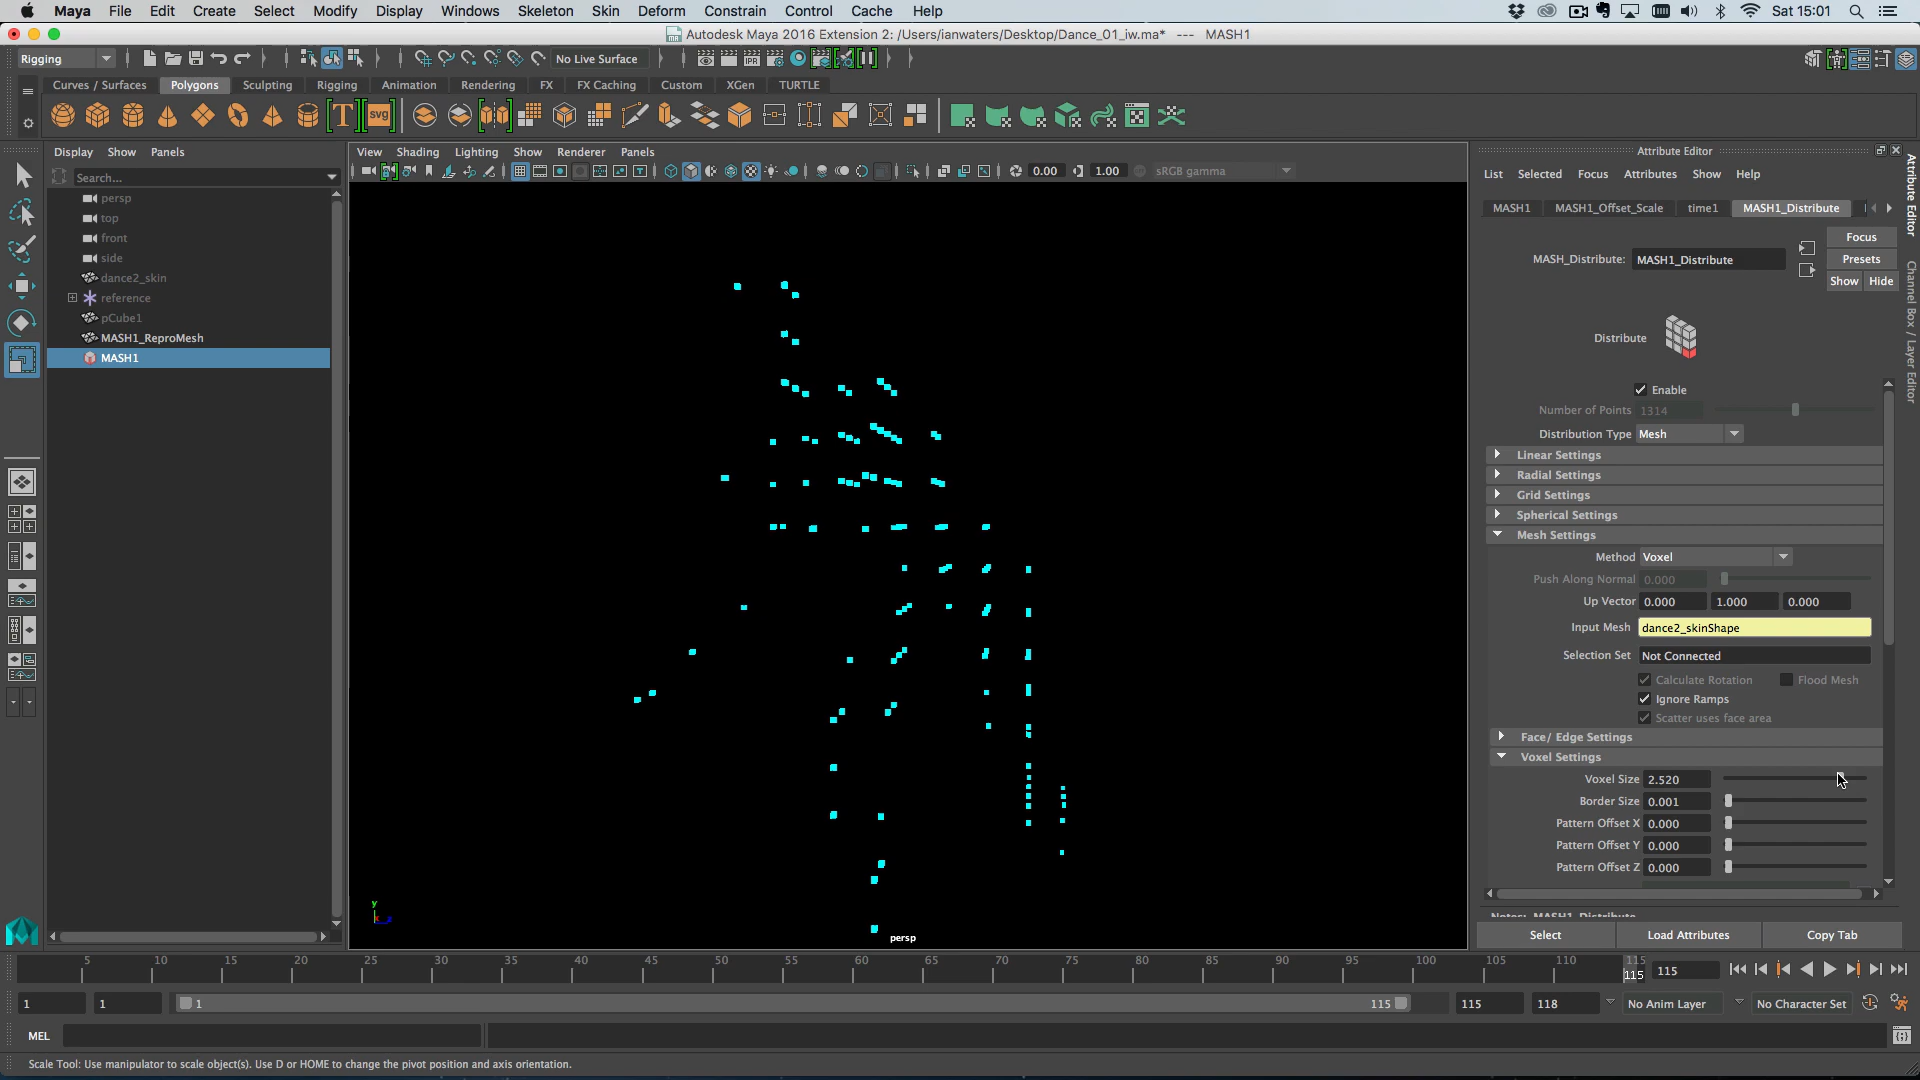 Maya File Edit Create Select Modify Display Windows Skeleton Skin Deform Constrain Control Cache Help Sat 15:01
Autodesk Maya 2016 Extension 2: /Users/ianwaters/Desktop/Dance_01_iw.ma* --- MASH1
Rigging No Live Surface
Curves / Surfaces Polygons Sculpting Rigging Animation Rendering FX FX Caching Custom XGen TURTLE
T svg
Display Show Panels
Search...
persp
top
front
side
dance2_skin
reference
pCube1
MASH1_ReproMesh
MASH1
View Shading Lighting Show Renderer Panels
0.00 1.00 sRGB gamma
y
persp
Attribute Editor
List Selected Focus Attributes Show Help
MASH1 MASH1_Offset_Scale time1 MASH1_Distribute
Focus
MASH_Distribute: MASH1_Distribute
Presets
Show Hide
Distribute
Enable
Number of Points 1314
Distribution Type Mesh
Linear Settings
Radial Settings
Grid Settings
Spherical Settings
Mesh Settings
Method Voxel
Push Along Normal 0.000
Up Vector 0.000 1.000 0.000
Input Mesh dance2_skinShape
Selection Set Not Connected
Calculate Rotation Flood Mesh
Ignore Ramps
Scatter uses face area
Face/ Edge Settings
Voxel Settings
Voxel Size 2.520
Border Size 0.001
Pattern Offset X 0.000
Pattern Offset Y 0.000
Pattern Offset Z 0.000
Notes: MASH1_Distribute
Select Load Attributes Copy Tab
Attribute Editor
Channel Box / Layer Editor
5 10 15 20 25 30 35 40 45 50 55 60 65 70 75 80 85 90 95 100 105 110 115
115 115
1 1 1 115 115 118 No Anim Layer No Character Set
MEL
Scale Tool: Use manipulator to scale object(s). Use D or HOME to change the pivot position and axis orientation.